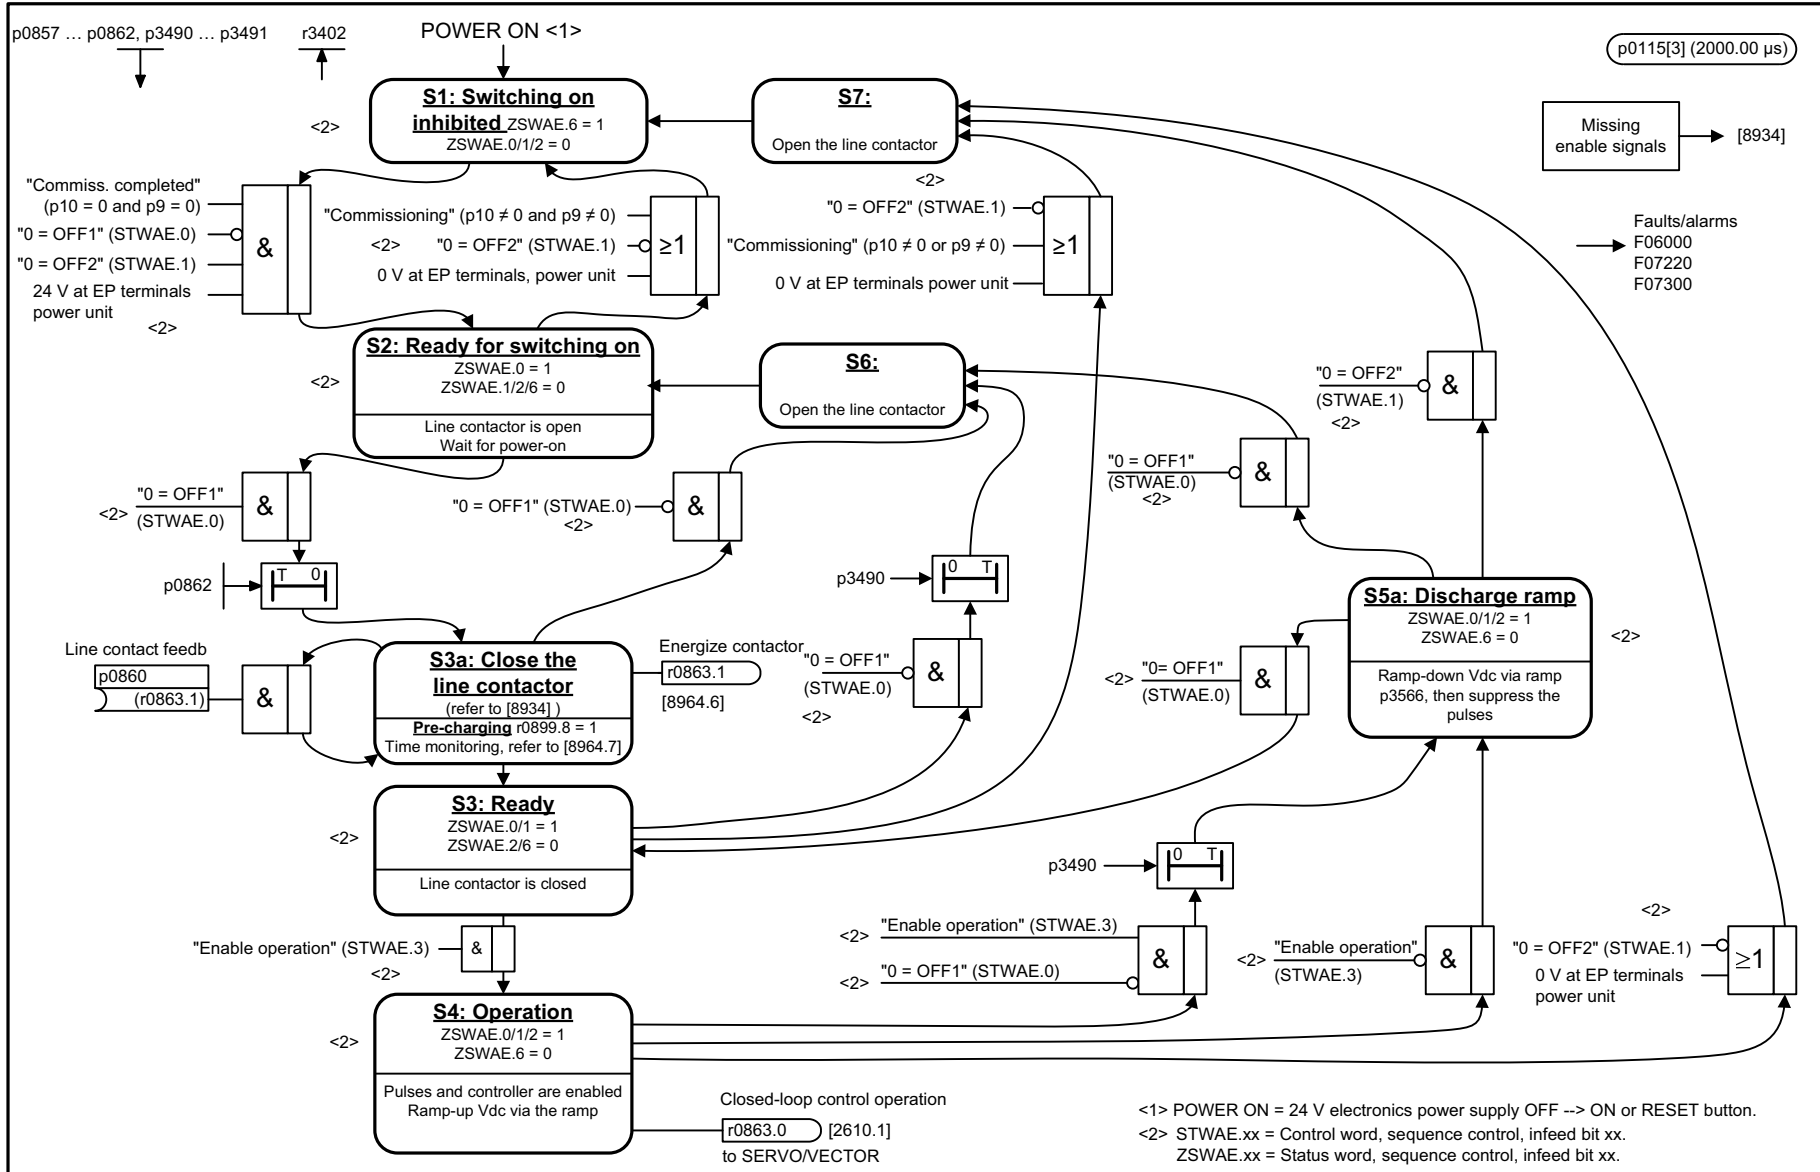 p0857 ... p0862, p3490 ... p3491
r3402
POWER ON <1>
p0115[3] (2000.00 µs)
S1: Switching on
inhibited ZSWAE.6 = 1
ZSWAE.0/1/2 = 0
<2>
S7:
Open the line contactor
<2>
Missing
enable signals
[8934]
Faults/alarms
F06000
F07220
F07300
"Commiss. completed"
(p10 = 0 and p9 = 0)
"0 = OFF1" (STWAE.0)
"0 = OFF2" (STWAE.1)
24 V at EP terminals
power unit
<2>
&
"Commissioning" (p10 ≠ 0 and p9 ≠ 0)
<2> "0 = OFF2" (STWAE.1)
0 V at EP terminals, power unit
≥1
"0 = OFF2" (STWAE.1)
"Commissioning" (p10 ≠ 0 or p9 ≠ 0)
0 V at EP terminals power unit
≥1
S2: Ready for switching on
ZSWAE.0 = 1
ZSWAE.1/2/6 = 0
Line contactor is open
Wait for power-on
<2>
S6:
Open the line contactor
"0 = OFF2"
(STWAE.1)
<2>
&
"0 = OFF1"
<2> (STWAE.0)
&
"0 = OFF1" (STWAE.0)
<2>
&
"0 = OFF1"
(STWAE.0)
<2>
&
p0862
T 0
p3490
0 T
S5a: Discharge ramp
ZSWAE.0/1/2 = 1
ZSWAE.6 = 0
Ramp-down Vdc via ramp
p3566, then suppress the
pulses
<2>
Line contact feedb
p0860
(r0863.1)
&
S3a: Close the
line contactor
(refer to [8934] )
Pre-charging r0899.8 = 1
Time monitoring, refer to [8964.7]
Energize contactor
r0863.1
[8964.6]
"0 = OFF1"
(STWAE.0)
<2>
&
"0= OFF1"
<2> (STWAE.0)
&
S3: Ready
ZSWAE.0/1 = 1
ZSWAE.2/6 = 0
Line contactor is closed
<2>
p3490
0 T
"Enable operation" (STWAE.3)
<2>
&
<2> "Enable operation" (STWAE.3)
<2> "0 = OFF1" (STWAE.0)
&
<2> "Enable operation"
(STWAE.3)
&
<2>
"0 = OFF2" (STWAE.1)
0 V at EP terminals
power unit
≥1
S4: Operation
ZSWAE.0/1/2 = 1
ZSWAE.6 = 0
Pulses and controller are enabled
Ramp-up Vdc via the ramp
<2>
Closed-loop control operation
r0863.0 [2610.1]
to SERVO/VECTOR
<1> POWER ON = 24 V electronics power supply OFF --> ON or RESET button.
<2> STWAE.xx = Control word, sequence control, infeed bit xx.
ZSWAE.xx = Status word, sequence control, infeed bit xx.